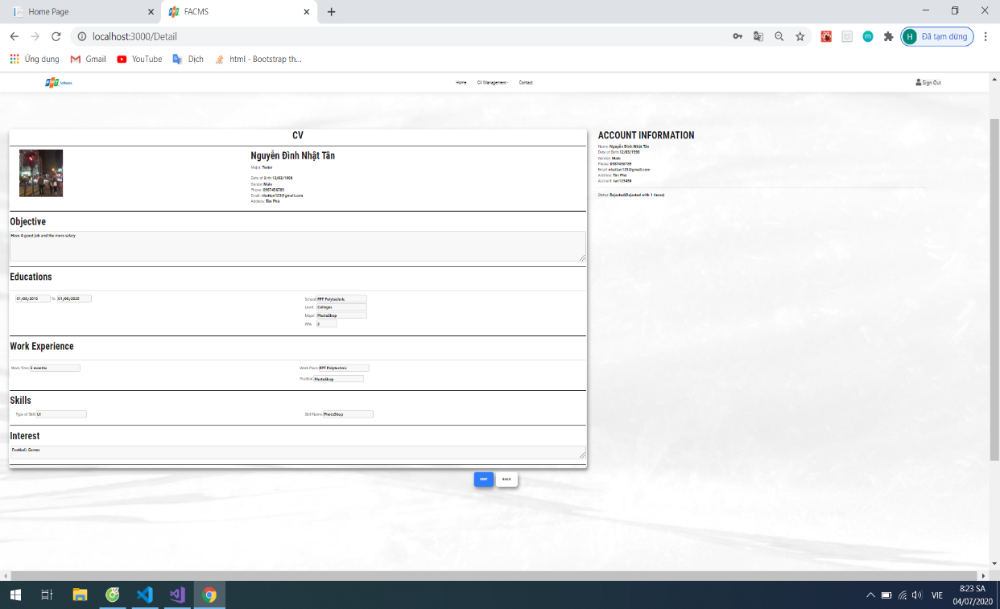 Home Page
FACMS
localhost:3000/Detail
H Đã tạm dừng
Ứng dụng Gmail YouTube Dịch html - Bootstrap th...
FPT Software Home CV Management Contact Sign Out
CV
Nguyễn Đình Nhật Tân
Major: Tester
Date of Birth: 12/03/1998
Gender: Male
Phone: 0987456789
Email: nhattan123@gmail.com
Address: Tân Phú
Objective
Have A good job and the more salary
Educations
01/08/2016 To 01/08/2020
School: FPT Polytechnic
Level: Colleges
Major: PhotoShop
GPA: 2
Work Experience
Work Time: 3 months Work Place: FPT Polytechnic
Position: PhotoShop
Skills
Type of Skill: UI Skill Name: PhotoShop
Interest
Football, Games
EDIT BACK
ACCOUNT INFORMATION
Name: Nguyễn Đình Nhật Tân
Date of Birth: 12/03/1998
Gender: Male
Phone: 0987456789
Email: nhattan123@gmail.com
Address: Tân Phú
Account: tan123456
Status: Rejected(Rejected with 1 times)
VIE
8:23 SA
04/07/2020